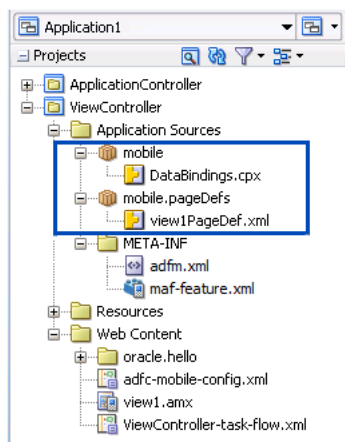 Application1
Projects
ApplicationController
ViewController
Application Sources
mobile
DataBindings.cpx
mobile.pageDefs
view1PageDef.xml
META-INF
adfm.xml
maf-feature.xml
Resources
Web Content
oracle.hello
adfc-mobile-config.xml
view1.amx
ViewController-task-flow.xml